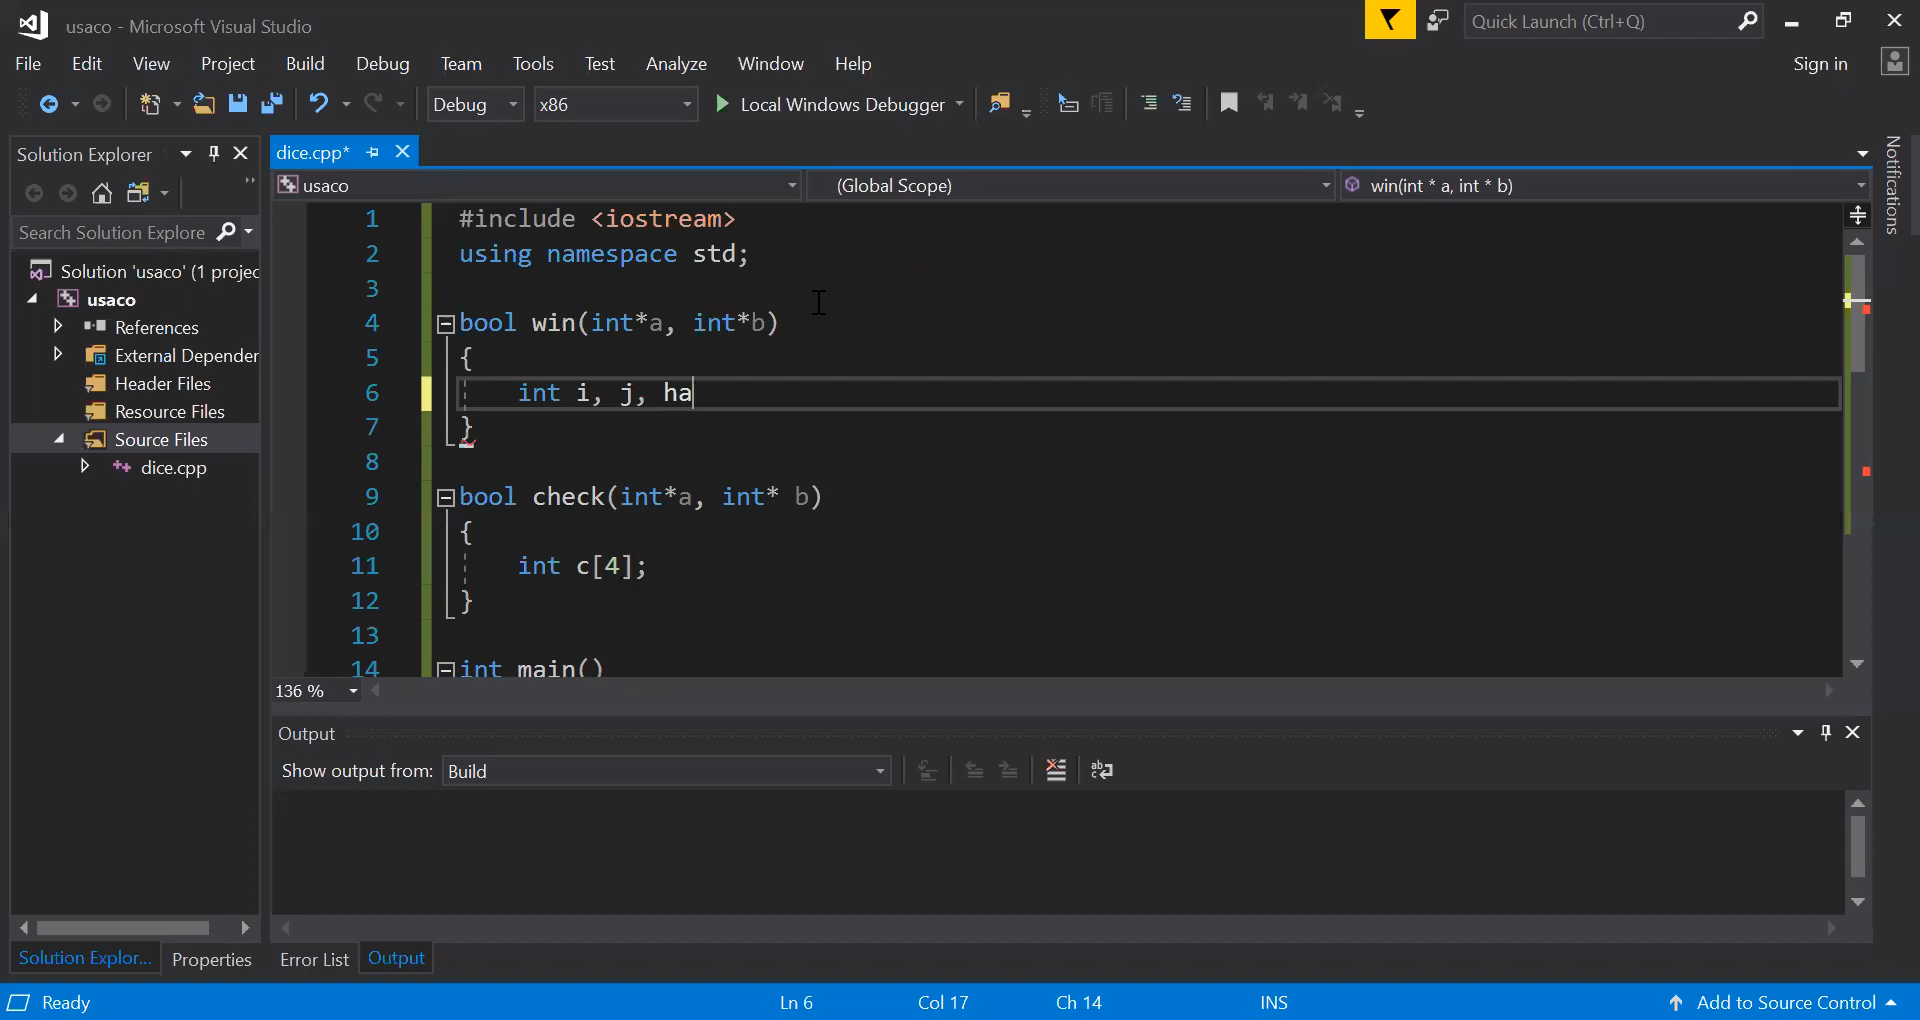 usaco - Microsoft Visual Studio
Quick Launch (Ctrl+Q)
File Edit View Project Build Debug Team Tools Test Analyze Window Help
Sign in
Debug x86 Local Windows Debugger
Solution Explorer
dice.cpp*
usaco (Global Scope) win(int * a, int * b)
Notifications
Search Solution Explorer
Solution 'usaco' (1 projec
usaco
References
External Depender
Header Files
Resource Files
Source Files
dice.cpp
1 #include <iostream>
2 using namespace std;
3
4 bool win(int*a, int*b)
5 {
6 int i, j, ha
7 }
8
9 bool check(int*a, int* b)
10 {
11 int c[4];
12 }
13
14 int main()
136 %
Output
Show output from: Build
Solution Explor... Properties Error List Output
Ready Ln 6 Col 17 Ch 14 INS Add to Source Control